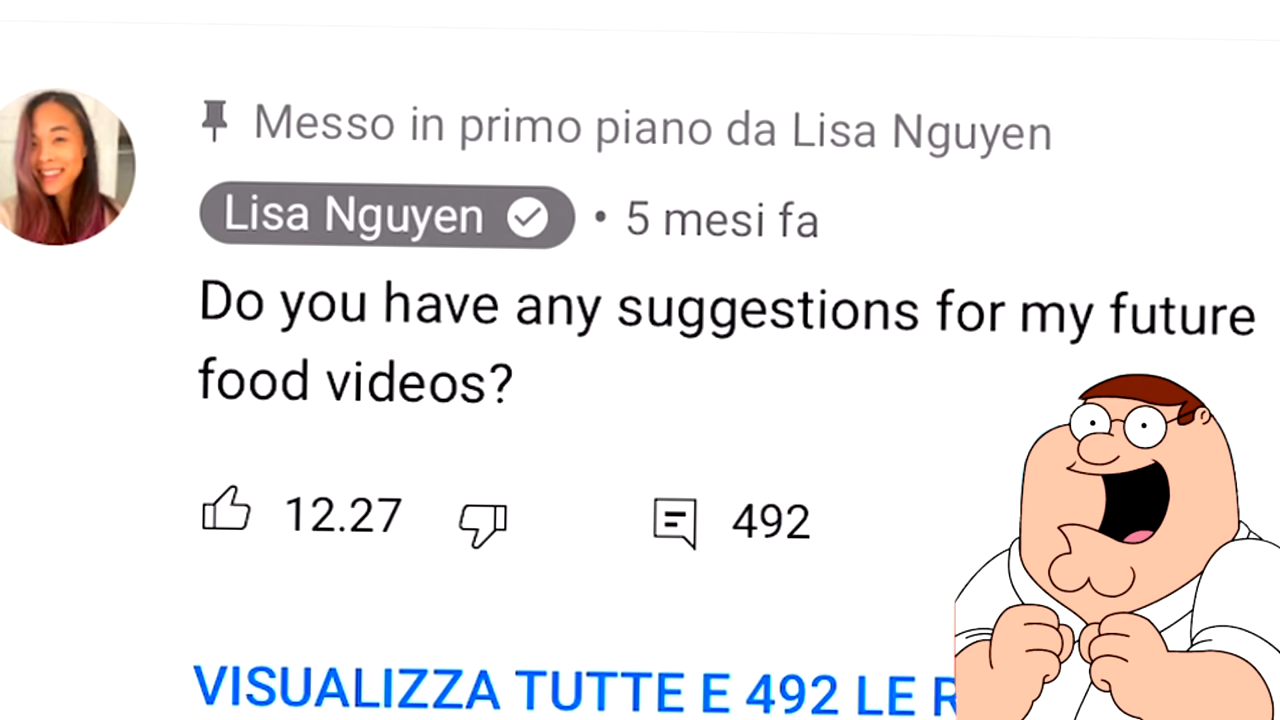 Messo in primo piano da Lisa Nguyen
Lisa Nguyen • 5 mesi fa
Do you have any suggestions for my future
food videos?
12.27 492
VISUALIZZA TUTTE E 492 LE R